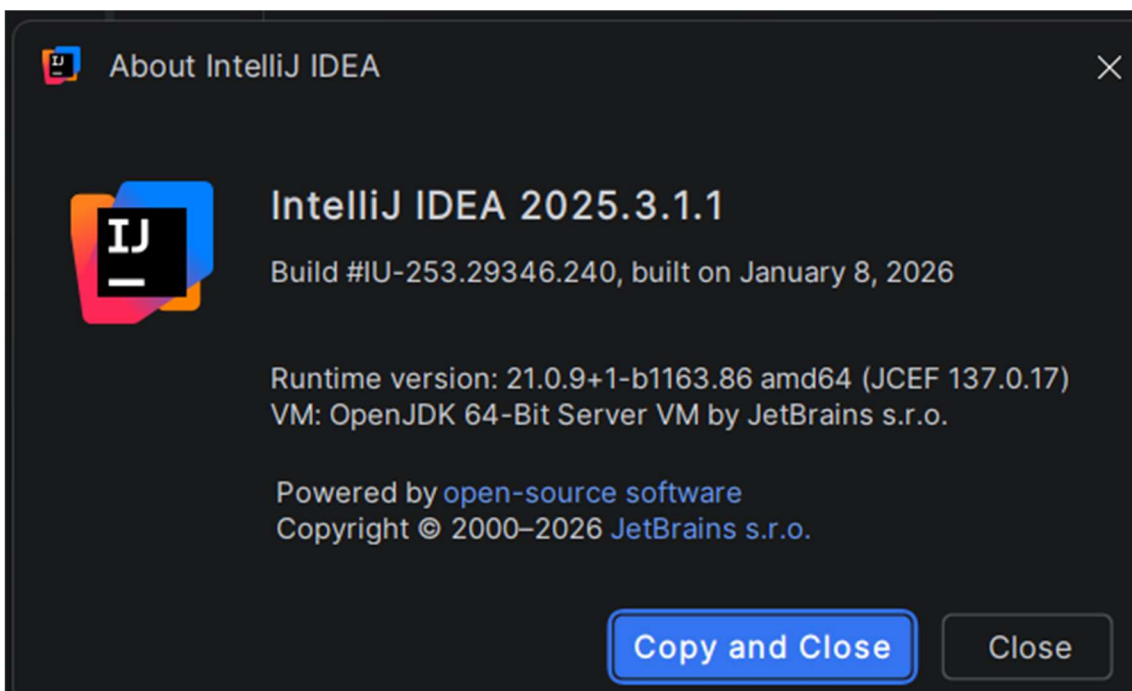 IJ
About IntelliJ IDEA
IJ
IntelliJ IDEA 2025.3.1.1
Build #IU-253.29346.240, built on January 8, 2026
Runtime version: 21.0.9+1-b1163.86 amd64 (JCEF 137.0.17)
VM: OpenJDK 64-Bit Server VM by JetBrains s.r.o.
Powered by open-source software
Copyright © 2000–2026 JetBrains s.r.o.
Copy and Close
Close